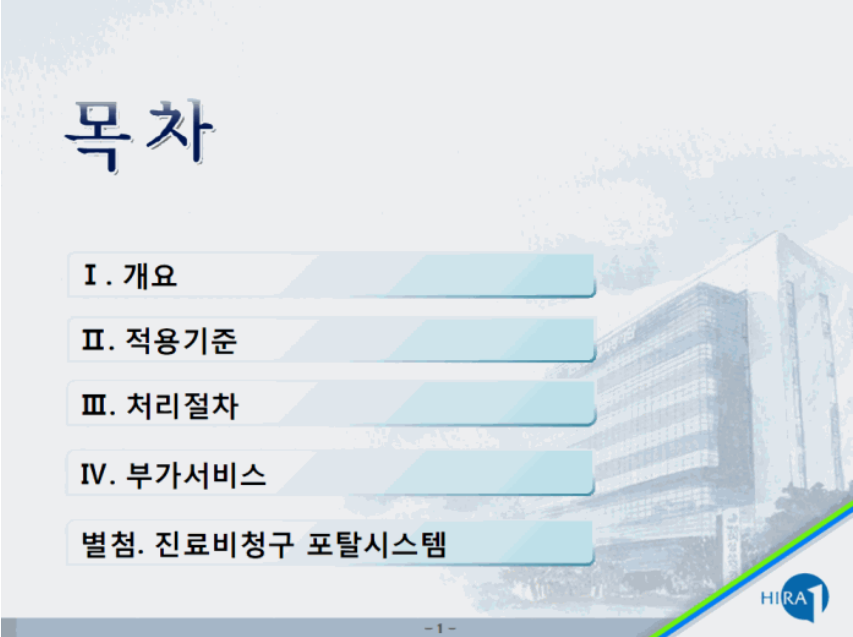 목차
Ⅰ. 개요
Ⅱ. 적용기준
Ⅲ. 처리절차
Ⅳ. 부가서비스
별첨. 진료비청구 포탈시스템
HIRA
- 1 -